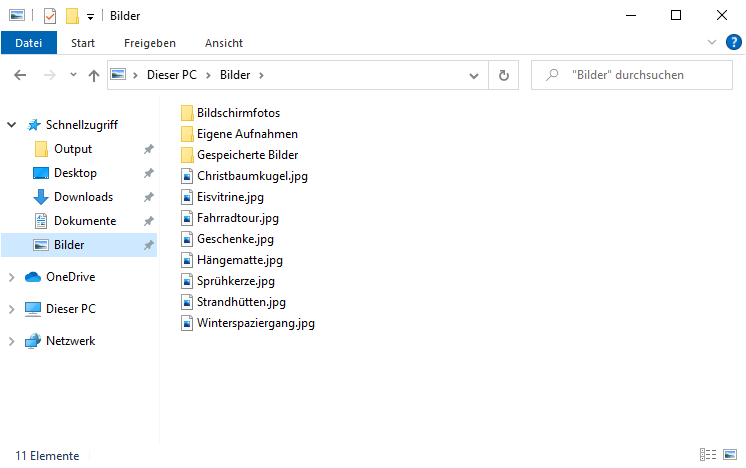 Bilder
Datei Start Freigeben Ansicht
Dieser PC Bilder "Bilder" durchsuchen
Schnellzugriff
Output
Desktop
Downloads
Dokumente
Bilder
OneDrive
Dieser PC
Netzwerk
Bildschirmfotos
Eigene Aufnahmen
Gespeicherte Bilder
Christbaumkugel.jpg
Eisvitrine.jpg
Fahrradtour.jpg
Geschenke.jpg
Hängematte.jpg
Sprühkerze.jpg
Strandhütten.jpg
Winterspaziergang.jpg
11 Elemente